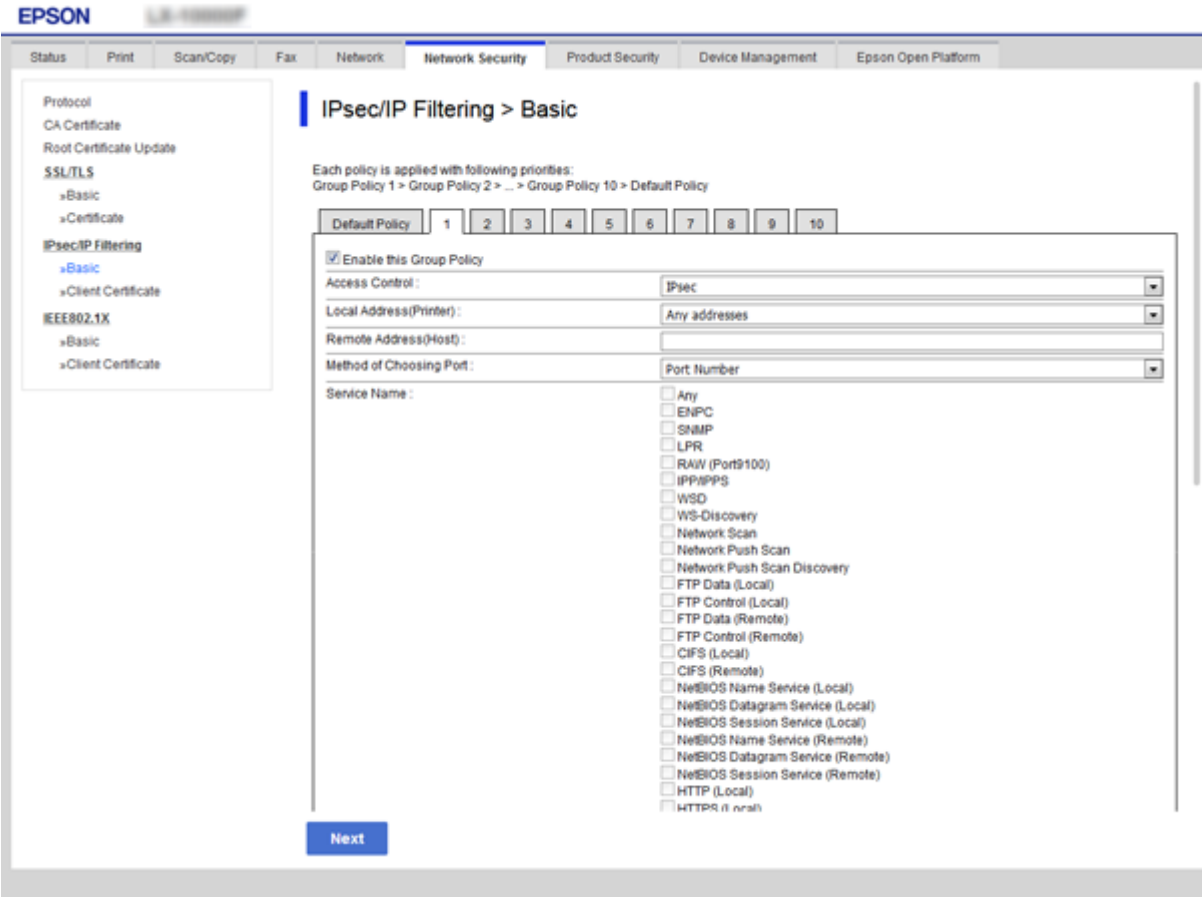 EPSON
Status Print Scan/Copy Fax Network Network Security Product Security Device Management Epson Open Platform
Protocol
CA Certificate
Root Certificate Update
SSL/TLS
»Basic
»Certificate
IPsec/IP Filtering
»Basic
»Client Certificate
IEEE802.1X
»Basic
»Client Certificate
IPsec/IP Filtering > Basic
Each policy is applied with following priorities:
Group Policy 1 > Group Policy 2 > ... > Group Policy 10 > Default Policy
Default Policy 1 2 3 4 5 6 7 8 9 10
Enable this Group Policy
Access Control : IPsec
Local Address(Printer) : Any addresses
Remote Address(Host) :
Method of Choosing Port : Port Number
Service Name : Any
ENPC
SNMP
LPR
RAW (Port9100)
IPP/IPPS
WSD
WS-Discovery
Network Scan
Network Push Scan
Network Push Scan Discovery
FTP Data (Local)
FTP Control (Local)
FTP Data (Remote)
FTP Control (Remote)
CIFS (Local)
CIFS (Remote)
NetBIOS Name Service (Local)
NetBIOS Datagram Service (Local)
NetBIOS Session Service (Local)
NetBIOS Name Service (Remote)
NetBIOS Datagram Service (Remote)
NetBIOS Session Service (Remote)
HTTP (Local)
HTTPS (Local)
Next